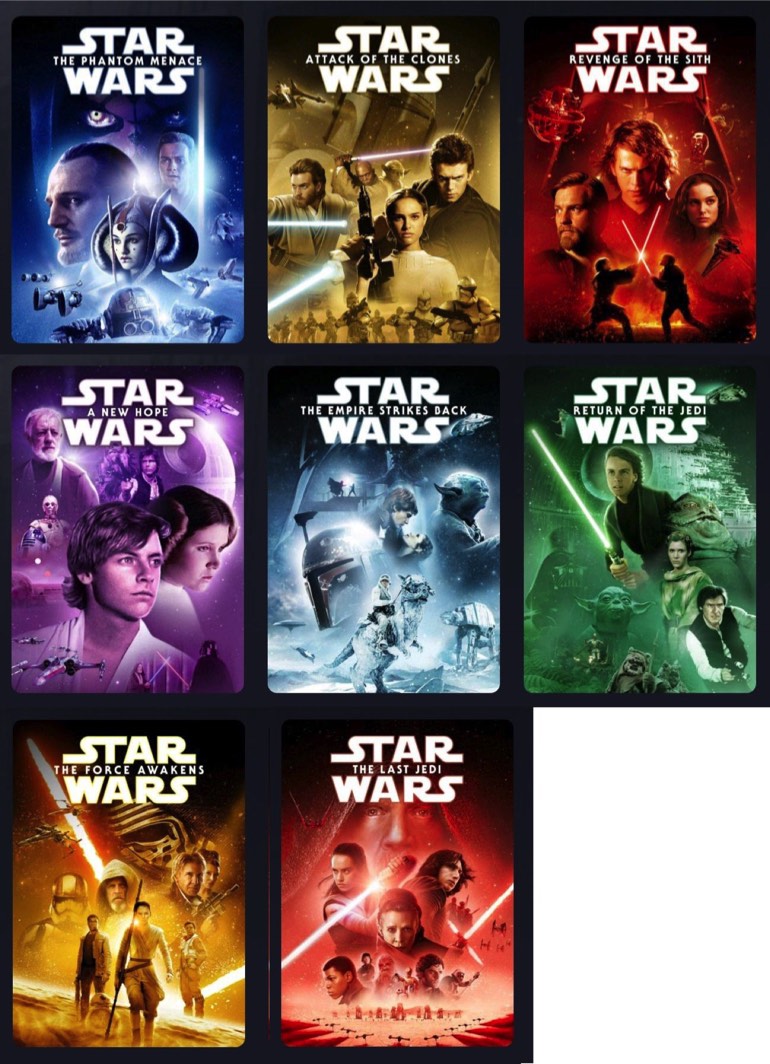 STAR
THE PHANTOM MENACE
WARS
STAR
ATTACK OF THE CLONES
WARS
STAR
REVENGE OF THE SITH
WARS
STAR
A NEW HOPE
WARS
STAR
THE EMPIRE STRIKES BACK
WARS
STAR
RETURN OF THE JEDI
WARS
STAR
THE FORCE AWAKENS
WARS
STAR
THE LAST JEDI
WARS